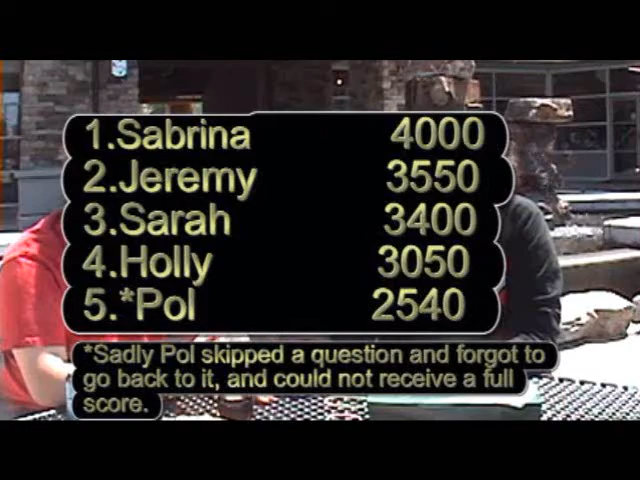 1.Sabrina 4000
2.Jeremy 3550
3.Sarah 3400
4.Holly 3050
5.*Pol 2540
*Sadly Pol skipped a question and forgot to
go back to it, and could not receive a full
score.